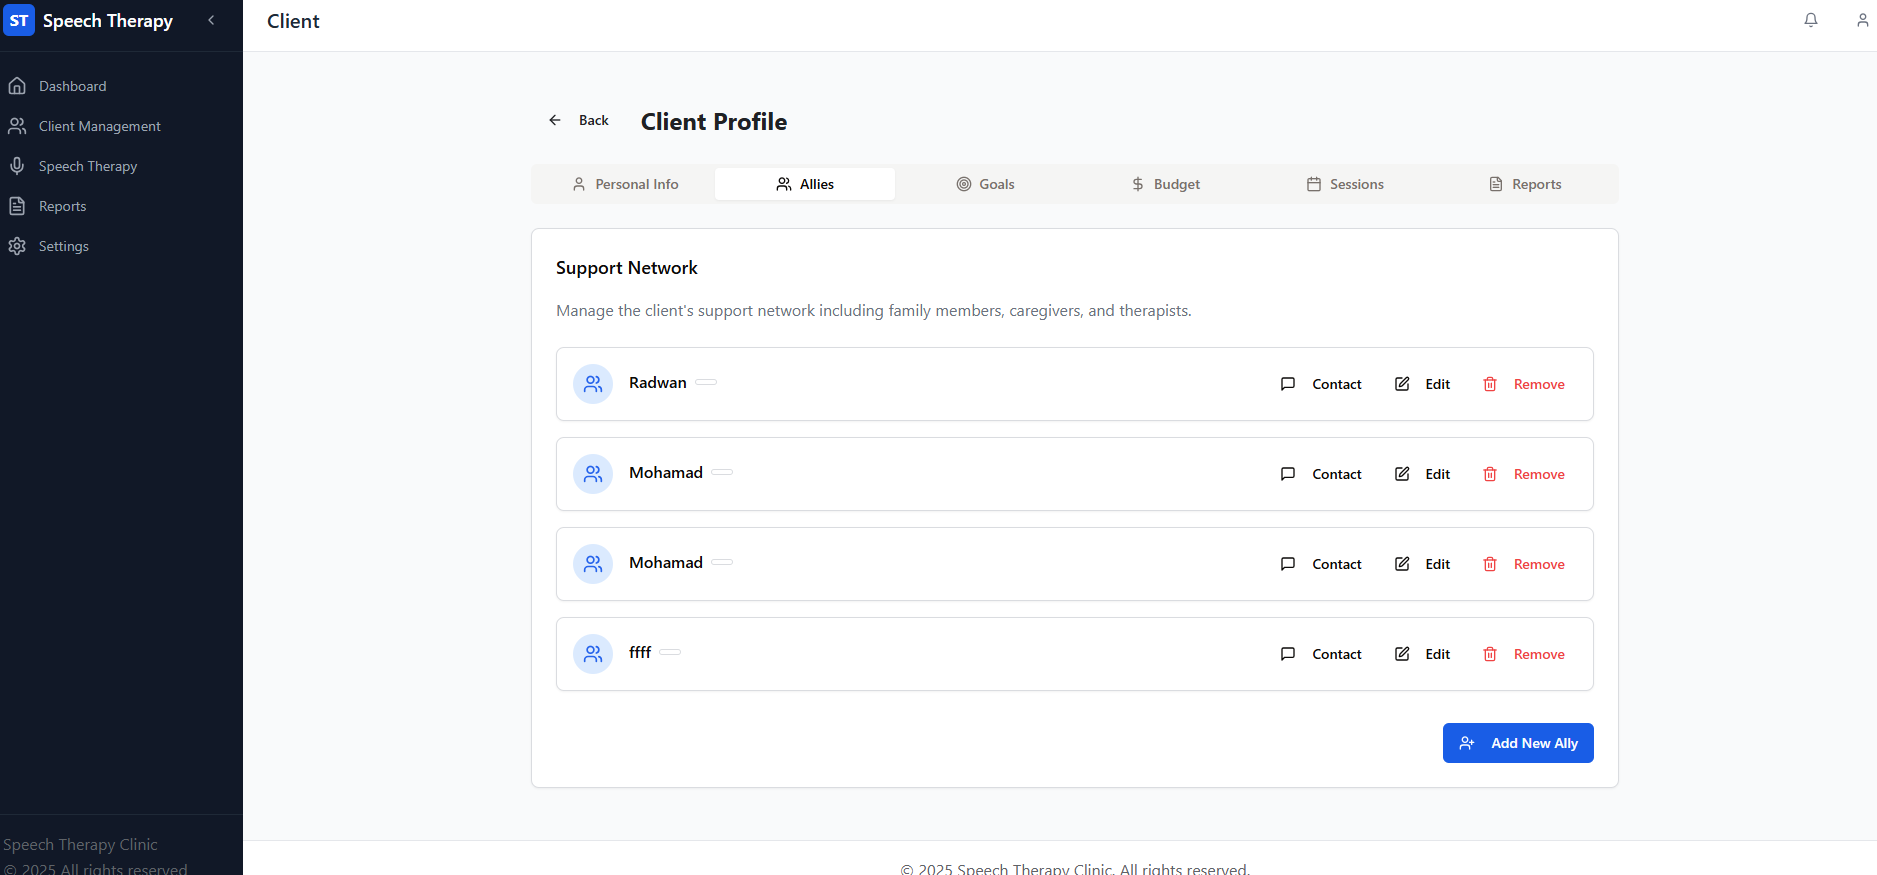 ST Speech Therapy
Client
Dashboard
Client Management
Speech Therapy
Reports
Settings
Back
Client Profile
Personal Info
Allies
Goals
Budget
Sessions
Reports
Support Network
Manage the client's support network including family members, caregivers, and therapists.
Radwan
Contact
Edit
Remove
Mohamad
Contact
Edit
Remove
Mohamad
Contact
Edit
Remove
ffff
Contact
Edit
Remove
Add New Ally
Speech Therapy Clinic
© 2025 All rights reserved
© 2025 Speech Therapy Clinic. All rights reserved.